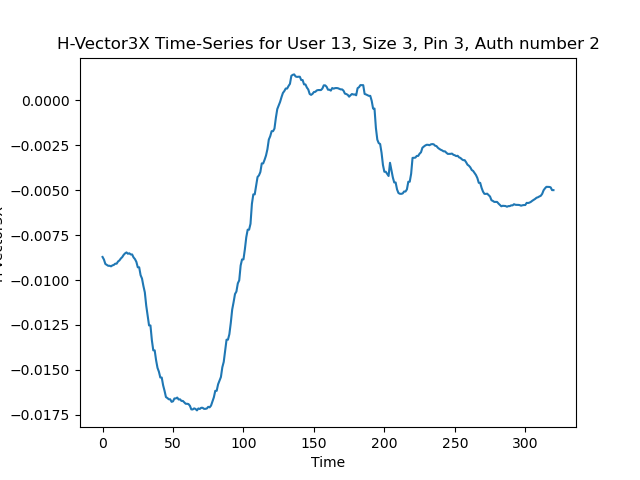 H-Vector3X Time-Series for User 13, Size 3, Pin 3, Auth number 2
0.0000
−0.0025
−0.0050
−0.0075
−0.0100
−0.0125
−0.0150
−0.0175
H-Vector3X
0 50 100 150 200 250 300
Time